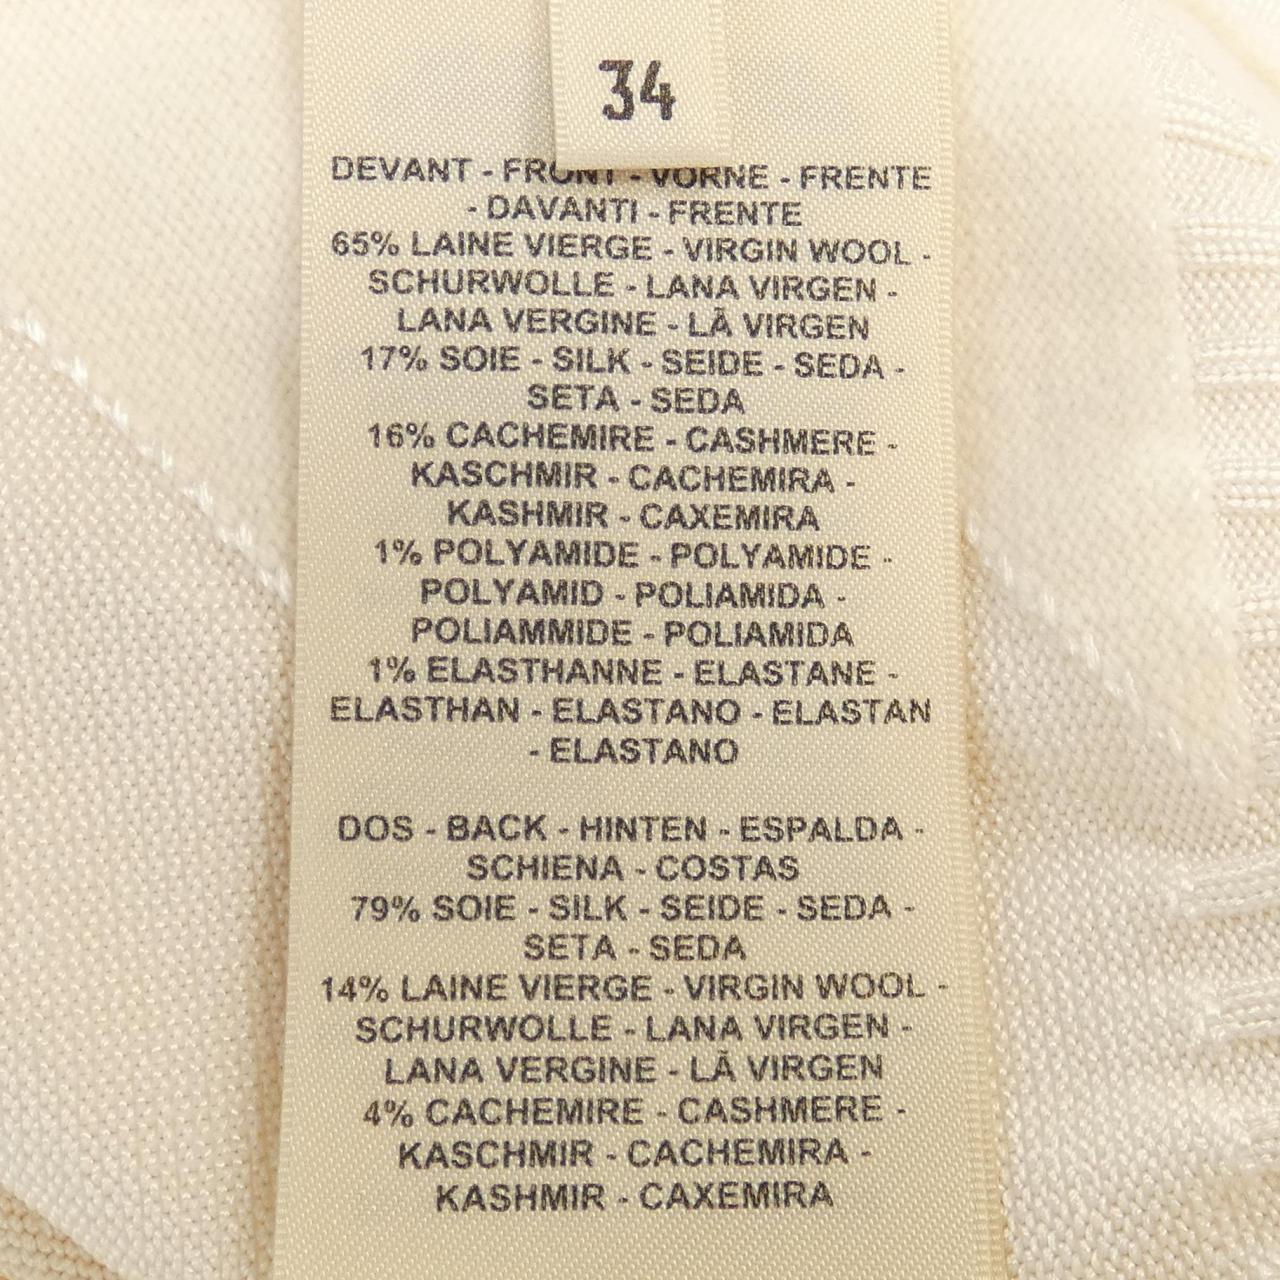 34
DEVANT - FRONT - VORNE - FRENTE
- DAVANTI - FRENTE
65% LAINE VIERGE - VIRGIN WOOL -
SCHURWOLLE - LANA VIRGEN -
LANA VERGINE - LÃ VIRGEN
17% SOIE - SILK - SEIDE - SEDA -
SETA - SEDA
16% CACHEMIRE - CASHMERE -
KASCHMIR - CACHEMIRA -
KASHMIR - CAXEMIRA
1% POLYAMIDE - POLYAMIDE -
POLYAMID - POLIAMIDA -
POLIAMMIDE - POLIAMIDA
1% ELASTHANNE - ELASTANE -
ELASTHAN - ELASTANO - ELASTAN
- ELASTANO
DOS - BACK - HINTEN - ESPALDA -
SCHIENA - COSTAS
79% SOIE - SILK - SEIDE - SEDA -
SETA - SEDA
14% LAINE VIERGE - VIRGIN WOOL -
SCHURWOLLE - LANA VIRGEN -
LANA VERGINE - LÃ VIRGEN
4% CACHEMIRE - CASHMERE -
KASCHMIR - CACHEMIRA -
KASHMIR - CAXEMIRA